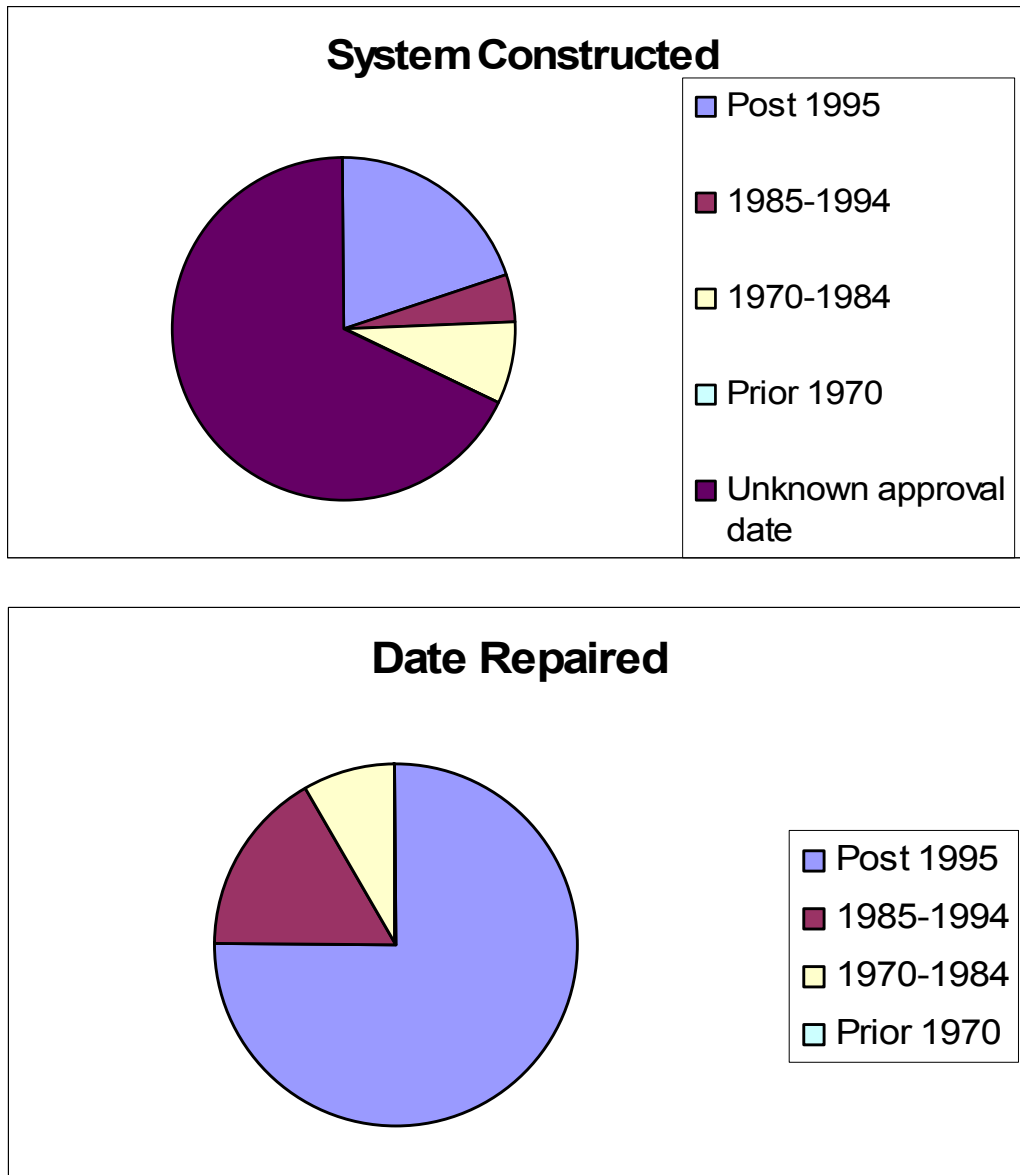 System Constructed
Post 1995
1985-1994
1970-1984
Prior 1970
Unknown approval
date
Date Repaired
Post 1995
1985-1994
1970-1984
Prior 1970